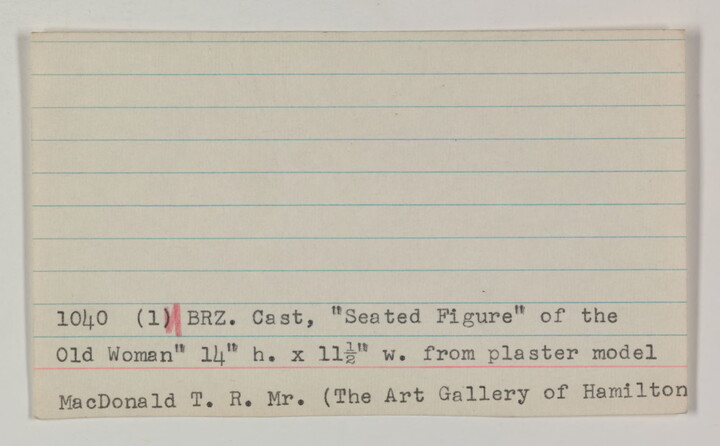 1040 (1) BRZ. Cast, "Seated Figure" of the
Old Woman" 14" h. x 11½" w. from plaster model
MacDonald T. R. Mr. (The Art Gallery of Hamilton